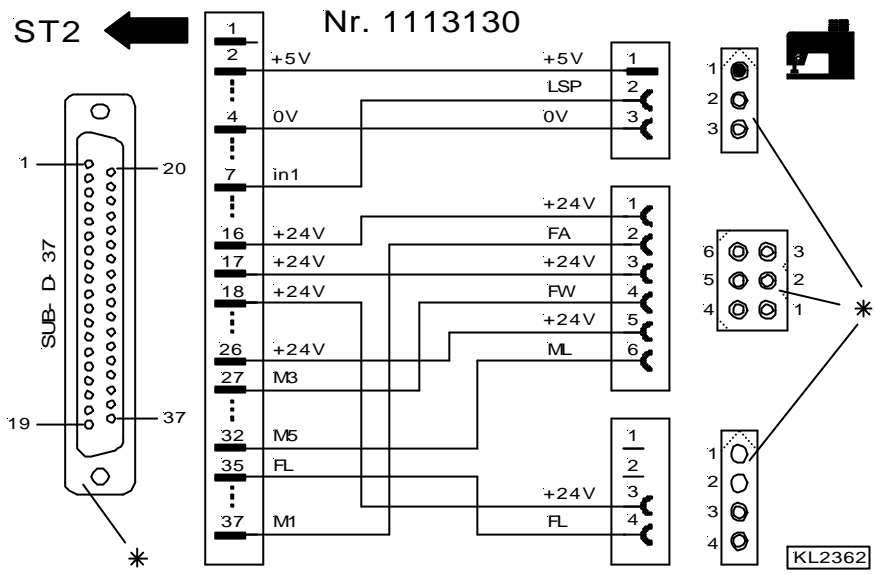 ST2
Nr. 1113130
1
2 +5V
4 0V
7 in1
16 +24V
17 +24V
18 +24V
26 +24V
27 M3
32 M5
35 FL
37 M1
1
20
SUB- D- 37
19
37
+5V 1
LSP 2
0V 3
+24V 1
FA 2
+24V 3
FW 4
+24V 5
ML 6
1
2
+24V 3
FL 4
1
2
3
6 3
5 2
4 1
1
2
3
4
KL2362